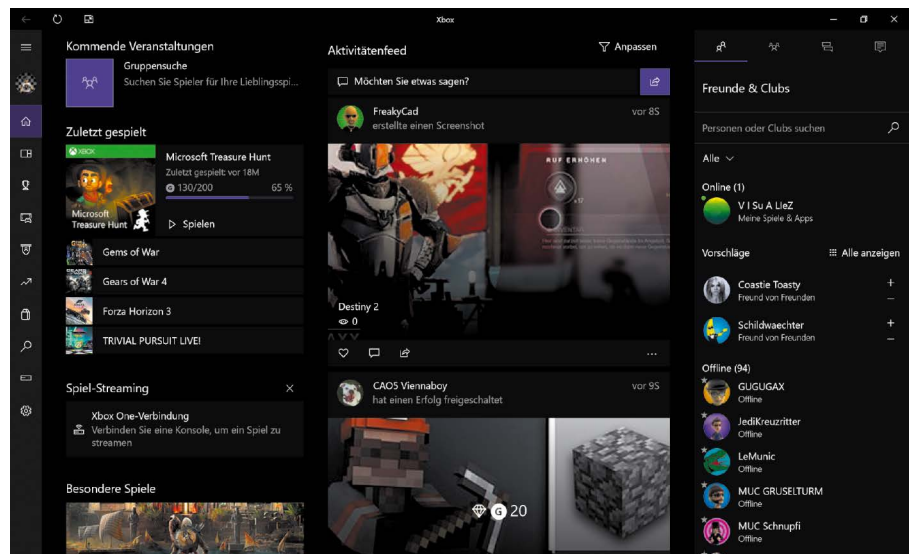 Xbox
Kommende Veranstaltungen
Gruppensuche
Suchen Sie Spieler für Ihre Lieblingsspi...
Zuletzt gespielt
XBOX
Microsoft
Treasure Hunt
Microsoft Treasure Hunt
Zuletzt gespielt: vor 18M
G 130/200 65 %
Spielen
Gems of War
Gears of War 4
Forza Horizon 3
TRIVIAL PURSUIT LIVE!
Spiel-Streaming
Xbox One-Verbindung
Verbinden Sie eine Konsole, um ein Spiel zu
streamen
Besondere Spiele
Aktivitätenfeed
Anpassen
Möchten Sie etwas sagen?
FreakyCad vor 8S
erstellte einen Screenshot
RUF ERHÖHEN
Destiny 2
0
CAO5 Viennaboy vor 9S
hat einen Erfolg freigeschaltet
G 20
Freunde & Clubs
Personen oder Clubs suchen
Alle
Online (1)
V I Su A LleZ
Meine Spiele & Apps
Vorschläge Alle anzeigen
Coastie Toasty
Freund von Freunden
Schildwaechter
Freund von Freunden
Offline (94)
GUGUGAX
Offline
JediKreuzritter
Offline
LeMunic
Offline
MUC GRUSELTURM
Offline
MUC Schnupfi
Offline